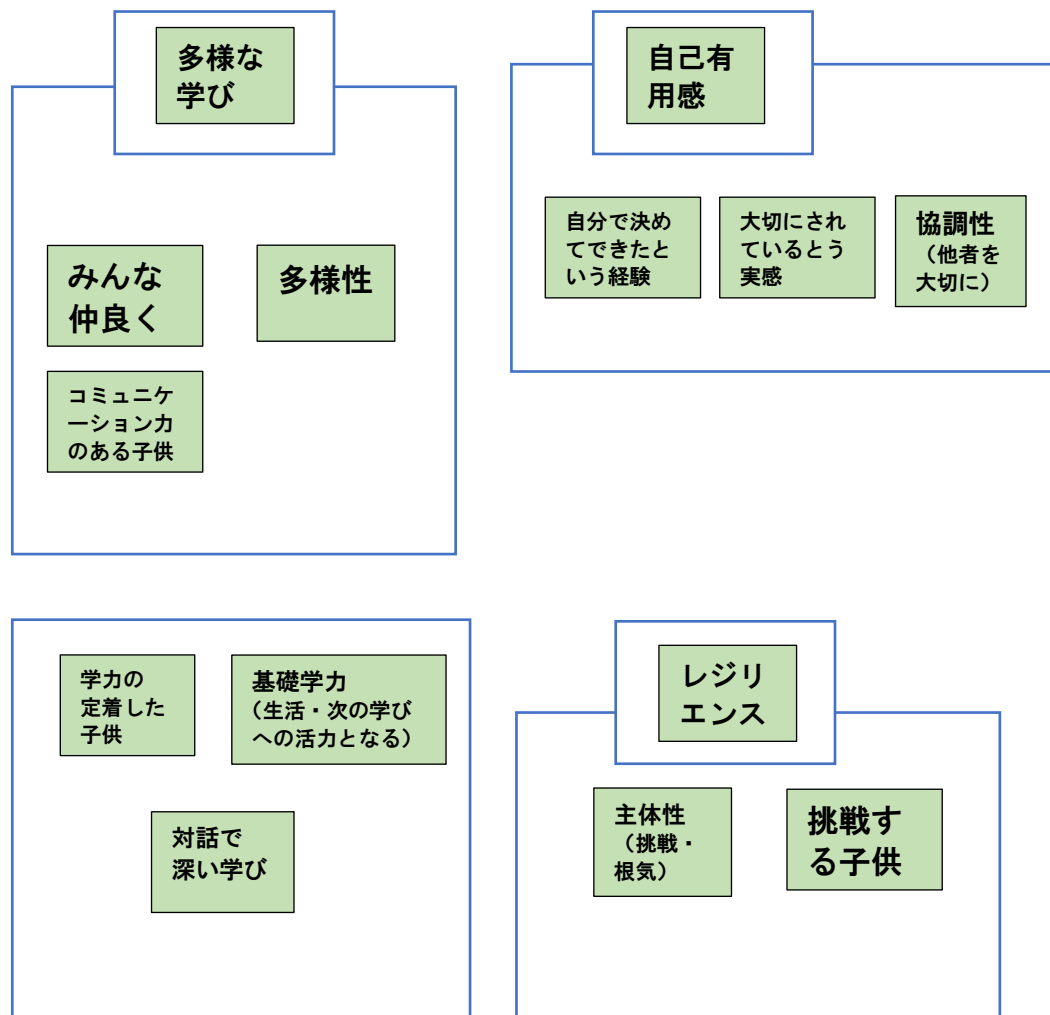 多様な
学び
みんな
仲良く
多様性
コミュニケ
ーション力
のある子供
自己有
用感
自分で決め
てできたと
いう経験
大切にされ
ているとう
実感
協調性
（他者を
大切に）
学力の
定着した
子供
基礎学力
（生活・次の学び
への活力となる）
対話で
深い学び
レジリ
エンス
主体性
（挑戦・
根気）
挑戦す
る子供